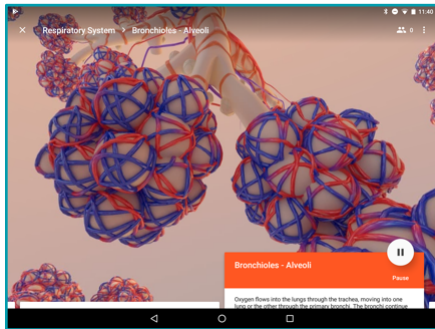 11:40
Respiratory System > Bronchioles - Alveoli
0
Bronchioles - Alveoli
Pause
Oxygen flows into the lungs through the trachea, moving into one
lung or the other through the primary bronchi. The bronchi continue